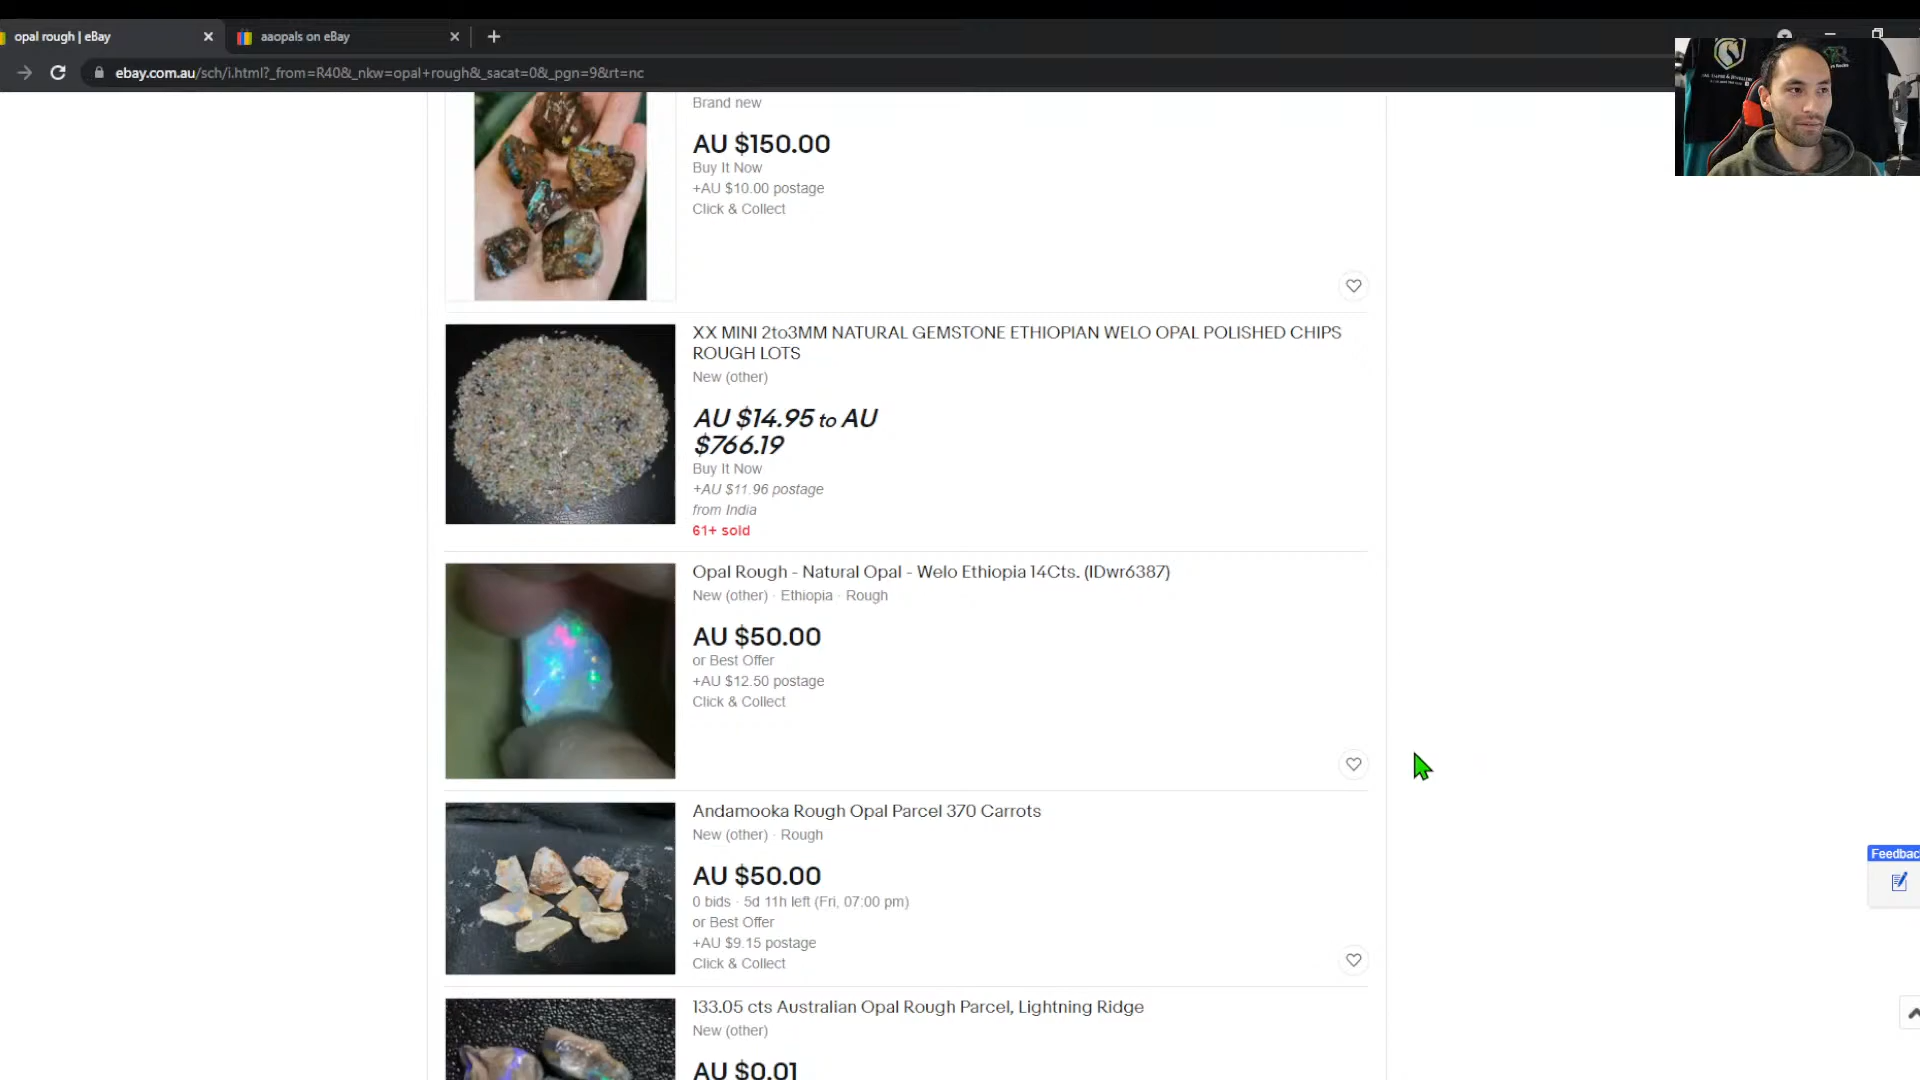 opal rough | eBay
aaopals on eBay
ebay.com.au/sch/i.html?_from=R40&_nkw=opal+rough&_sacat=0&_pgn=9&rt=nc
Brand new
AU $150.00
Buy It Now
+AU $10.00 postage
Click & Collect
XX MINI 2to3MM NATURAL GEMSTONE ETHIOPIAN WELO OPAL POLISHED CHIPS
ROUGH LOTS
New (other)
AU $14.95 to AU
$766.19
Buy It Now
+AU $11.96 postage
from India
61+ sold
Opal Rough - Natural Opal - Welo Ethiopia 14Cts. (IDwr6387)
New (other) · Ethiopia · Rough
AU $50.00
or Best Offer
+AU $12.50 postage
Click & Collect
Andamooka Rough Opal Parcel 370 Carrots
New (other) · Rough
AU $50.00
0 bids · 5d 11h left (Fri, 07:00 pm)
or Best Offer
+AU $9.15 postage
Click & Collect
Feedbac
133.05 cts Australian Opal Rough Parcel, Lightning Ridge
New (other)
AU $0.01